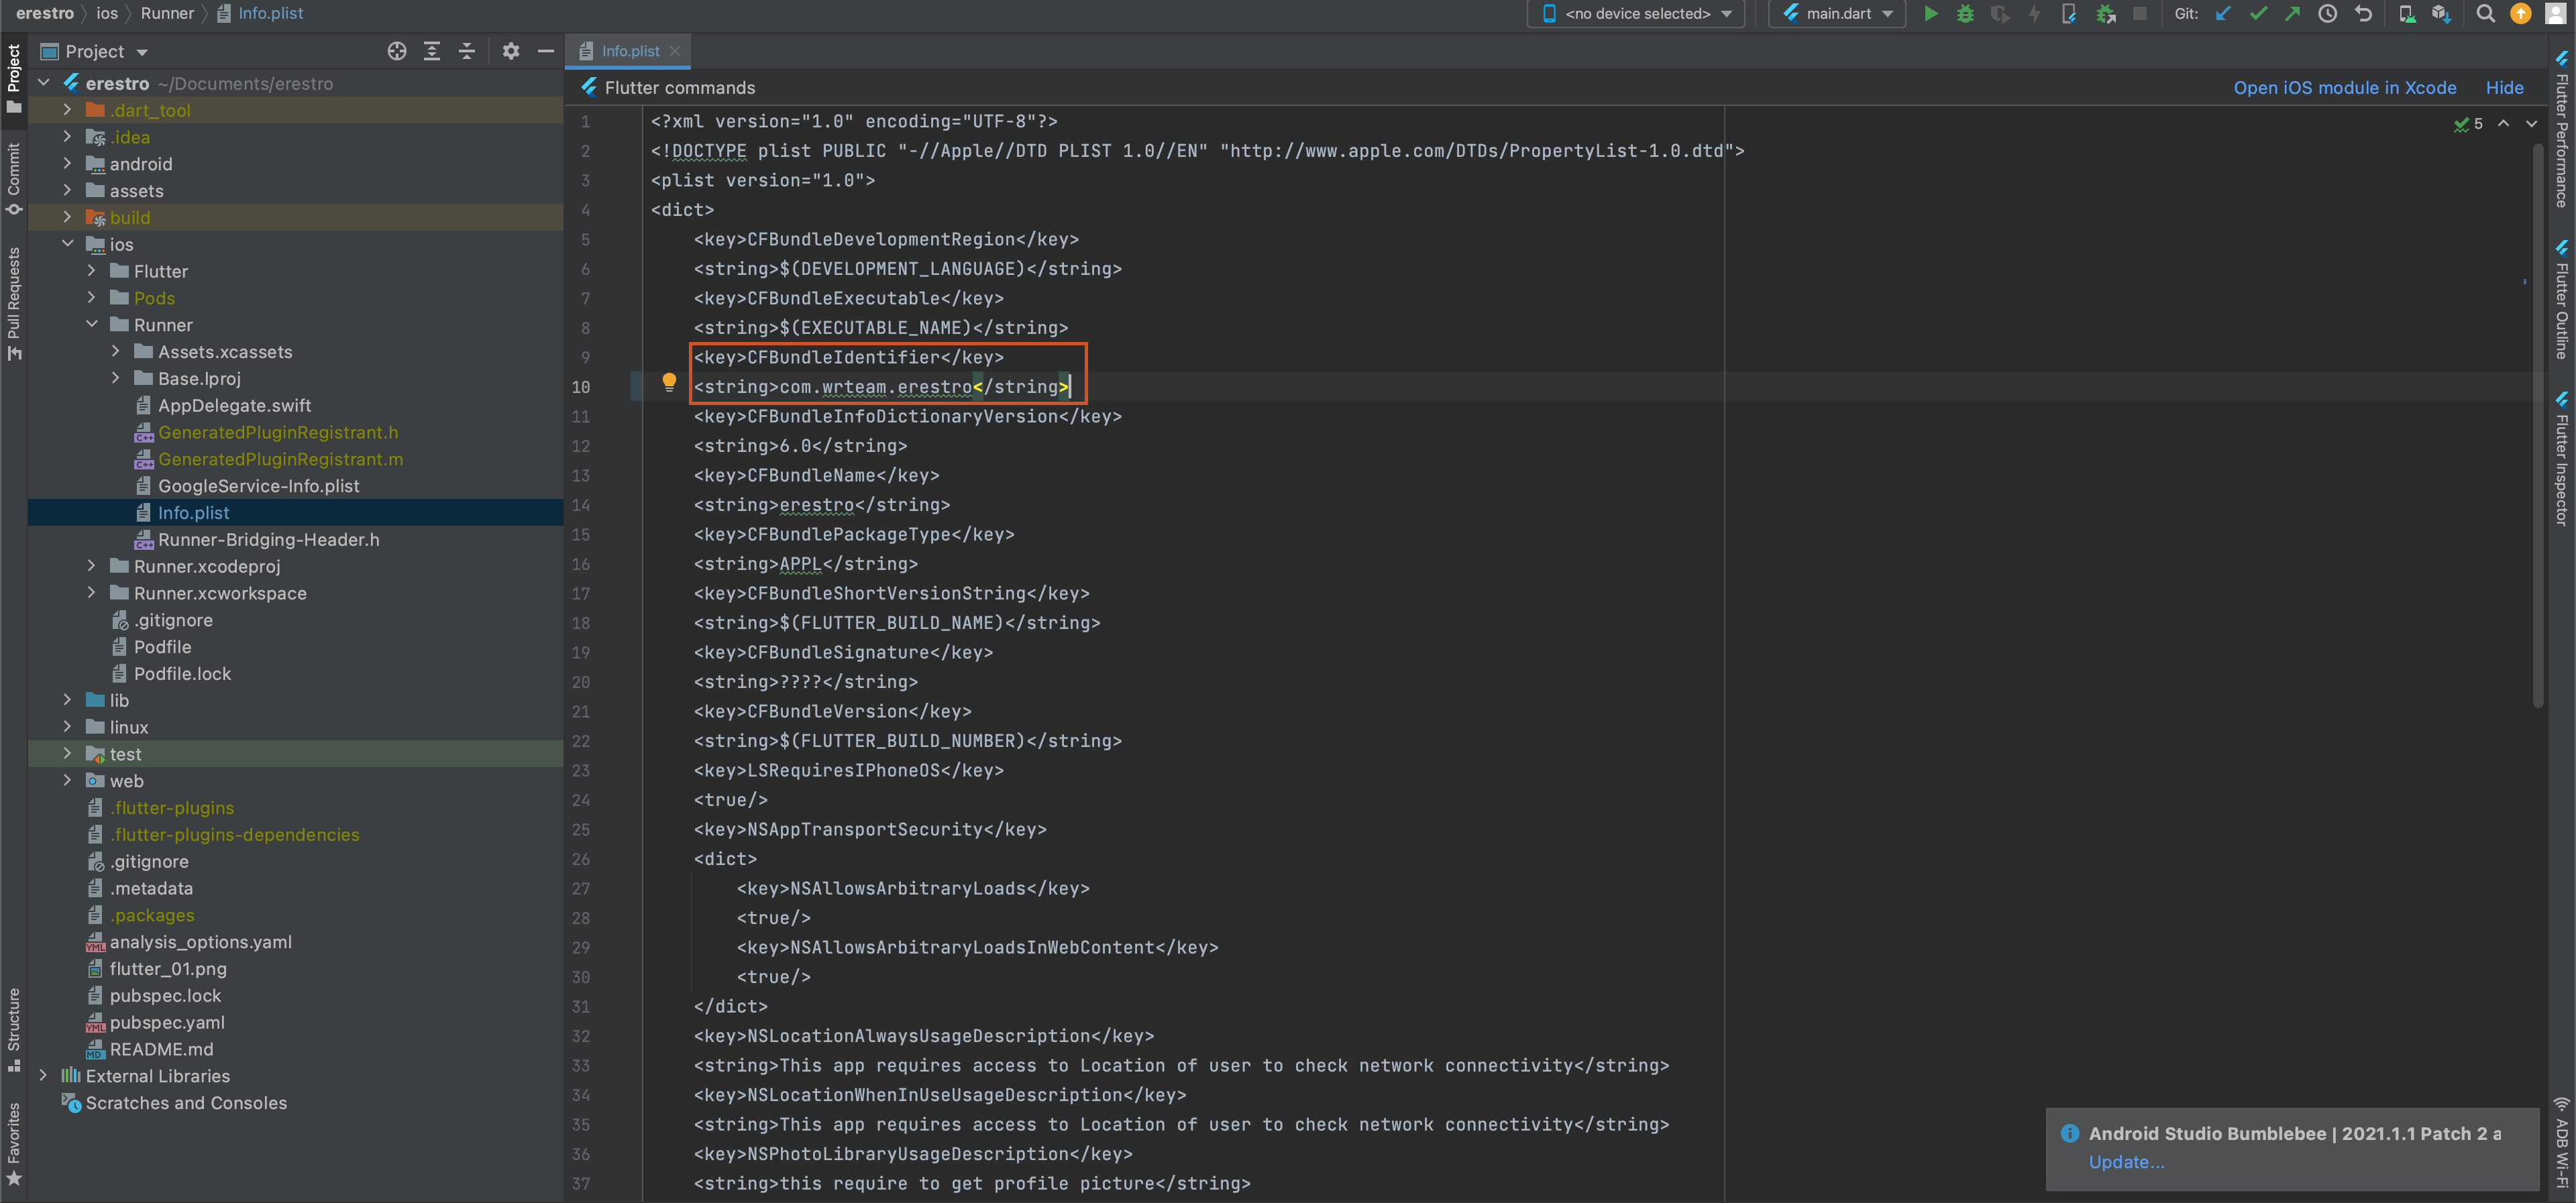 erestro ios Runner Info.plist
<no device selected> main.dart Git:
Project
Info.plist
Project
Commit
Pull Requests
Structure
Favorites
erestro ~/Documents/erestro
.dart_tool
.idea
android
assets
build
ios
Flutter
Pods
Runner
Assets.xcassets
Base.lproj
AppDelegate.swift
GeneratedPluginRegistrant.h
GeneratedPluginRegistrant.m
GoogleService-Info.plist
Info.plist
Runner-Bridging-Header.h
Runner.xcodeproj
Runner.xcworkspace
.gitignore
Podfile
Podfile.lock
lib
linux
test
web
.flutter-plugins
.flutter-plugins-dependencies
.gitignore
.metadata
.packages
analysis_options.yaml
flutter_01.png
pubspec.lock
pubspec.yaml
README.md
External Libraries
Scratches and Consoles
Flutter commands
Open iOS module in Xcode Hide
5
1 <?xml version="1.0" encoding="UTF-8"?>
2 <!DOCTYPE plist PUBLIC "-//Apple//DTD PLIST 1.0//EN" "http://www.apple.com/DTDs/PropertyList-1.0.dtd">
3 <plist version="1.0">
4 <dict>
5 <key>CFBundleDevelopmentRegion</key>
6 <string>$(DEVELOPMENT_LANGUAGE)</string>
7 <key>CFBundleExecutable</key>
8 <string>$(EXECUTABLE_NAME)</string>
9 <key>CFBundleIdentifier</key>
10 <string>com.wrteam.erestro</string>
11 <key>CFBundleInfoDictionaryVersion</key>
12 <string>6.0</string>
13 <key>CFBundleName</key>
14 <string>erestro</string>
15 <key>CFBundlePackageType</key>
16 <string>APPL</string>
17 <key>CFBundleShortVersionString</key>
18 <string>$(FLUTTER_BUILD_NAME)</string>
19 <key>CFBundleSignature</key>
20 <string>????</string>
21 <key>CFBundleVersion</key>
22 <string>$(FLUTTER_BUILD_NUMBER)</string>
23 <key>LSRequiresIPhoneOS</key>
24 <true/>
25 <key>NSAppTransportSecurity</key>
26 <dict>
27 <key>NSAllowsArbitraryLoads</key>
28 <true/>
29 <key>NSAllowsArbitraryLoadsInWebContent</key>
30 <true/>
31 </dict>
32 <key>NSLocationAlwaysUsageDescription</key>
33 <string>This app requires access to Location of user to check network connectivity</string>
34 <key>NSLocationWhenInUseUsageDescription</key>
35 <string>This app requires access to Location of user to check network connectivity</string>
36 <key>NSPhotoLibraryUsageDescription</key>
37 <string>this require to get profile picture</string>
Flutter Performance
Flutter Outline
Flutter Inspector
ADB Wi-Fi
Android Studio Bumblebee | 2021.1.1 Patch 2 a
Update...